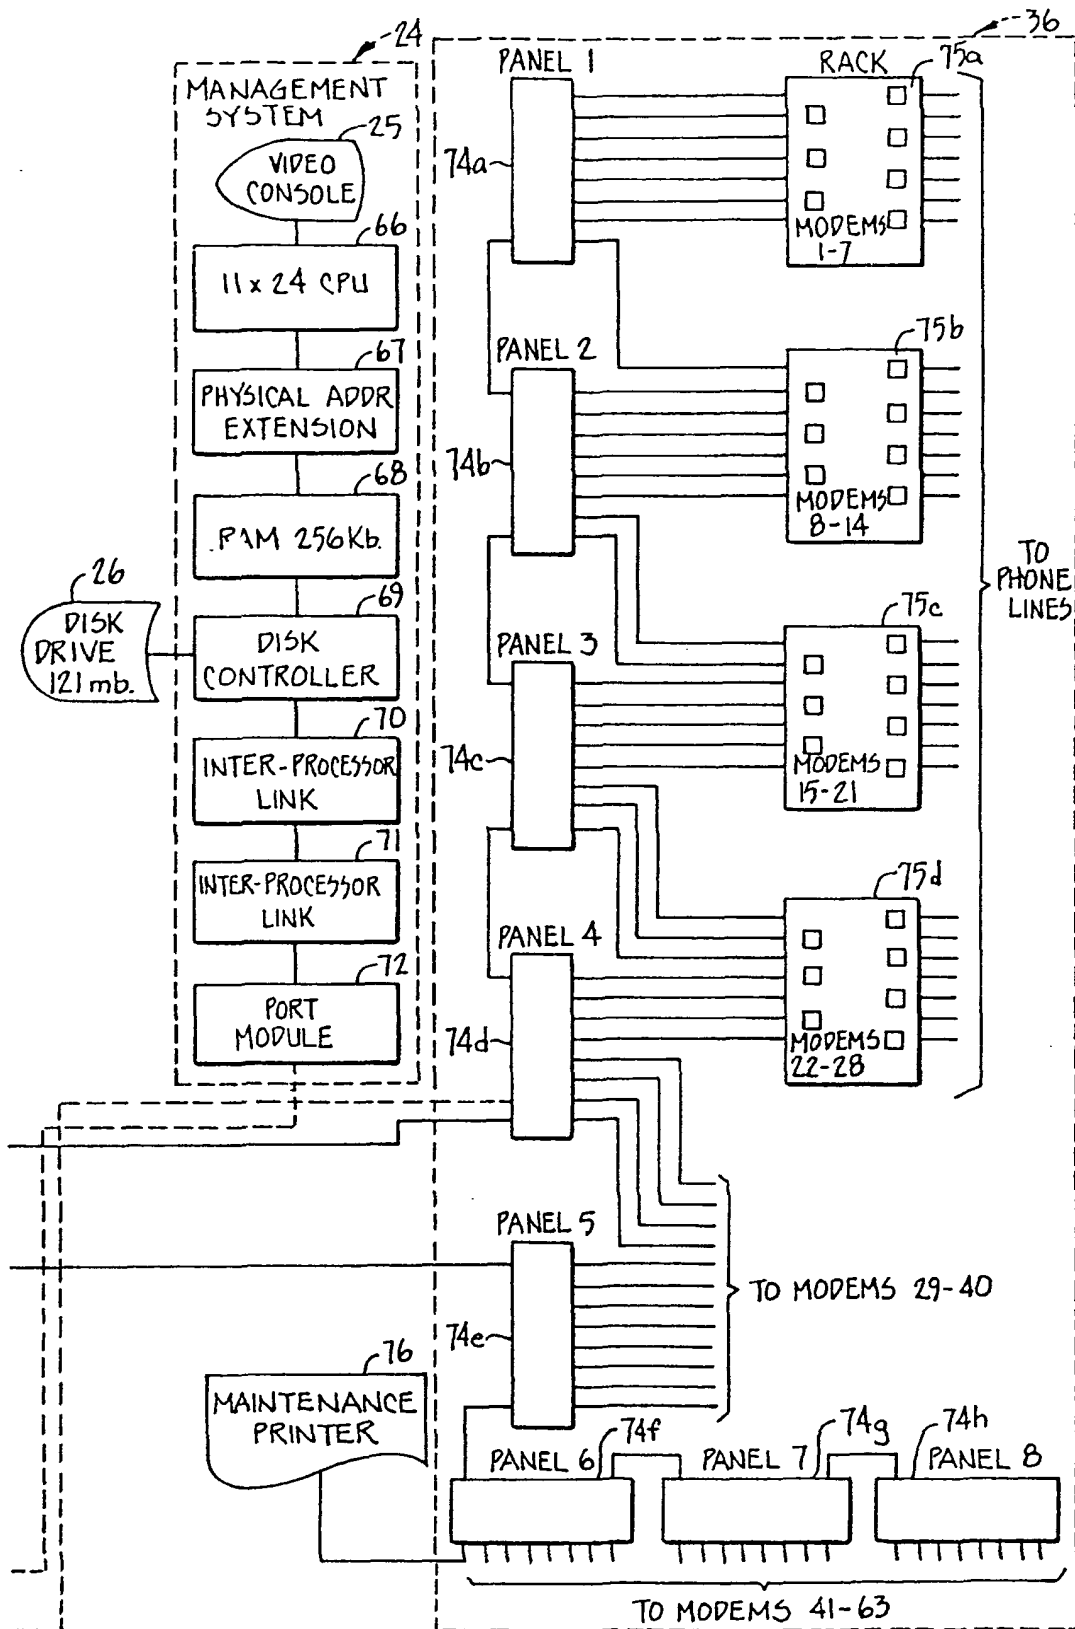 24
36
MANAGEMENT
SYSTEM
25
VIDEO
CONSOLE
66
11 x 24 CPU
67
PHYSICAL ADDR
EXTENSION
68
RAM 256Kb.
26
DISK
DRIVE
121 mb.
69
DISK
CONTROLLER
70
INTER-PROCESSOR
LINK
71
INTER-PROCESSOR
LINK
72
PORT
MODULE
PANEL 1
74a
RACK
75a
MODEMS
1-7
PANEL 2
74b
75b
MODEMS
8-14
TO
PHONE
LINES
PANEL 3
74c
75c
MODEMS
15-21
PANEL 4
74d
75d
MODEMS
22-28
PANEL 5
74e
TO MODEMS 29-40
76
MAINTENANCE
PRINTER
PANEL 6
74f
PANEL 7
74g
PANEL 8
74h
TO MODEMS 41-63